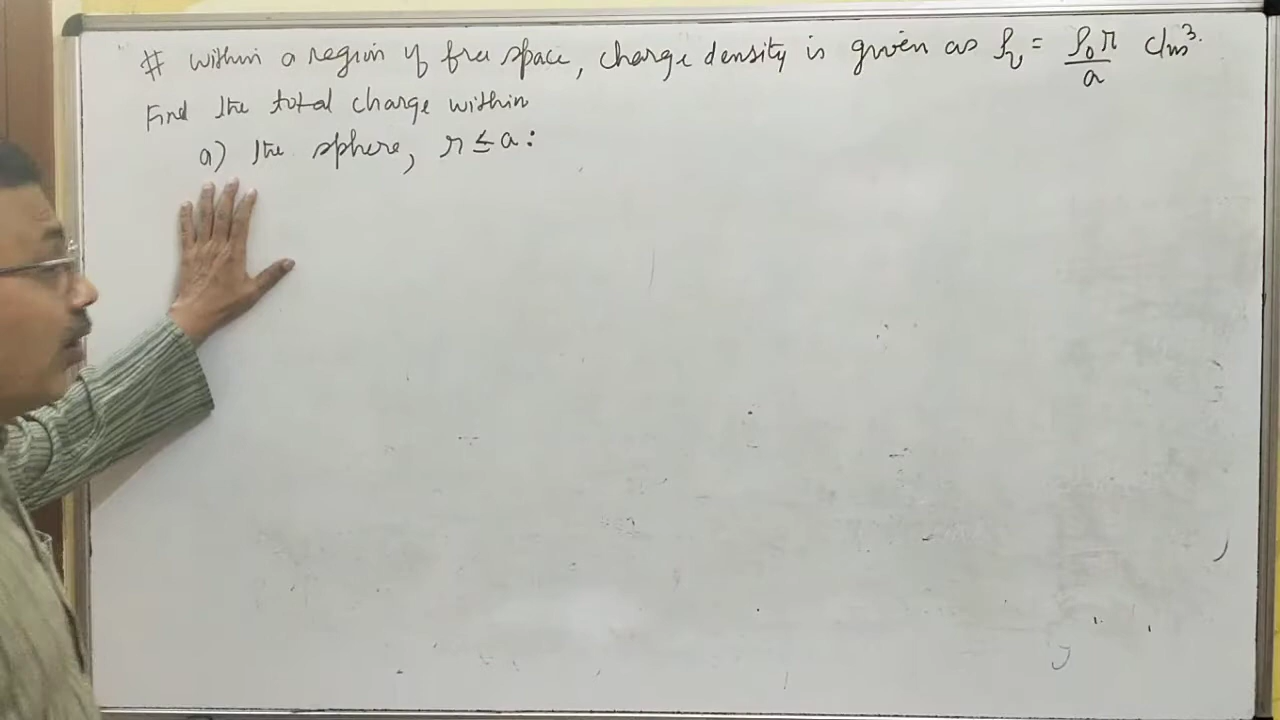 # within a region of free space, charge density is given as ρ_v = ρ₀r/a C/m³.
Find the total charge within
a) the sphere, r ≤ a: